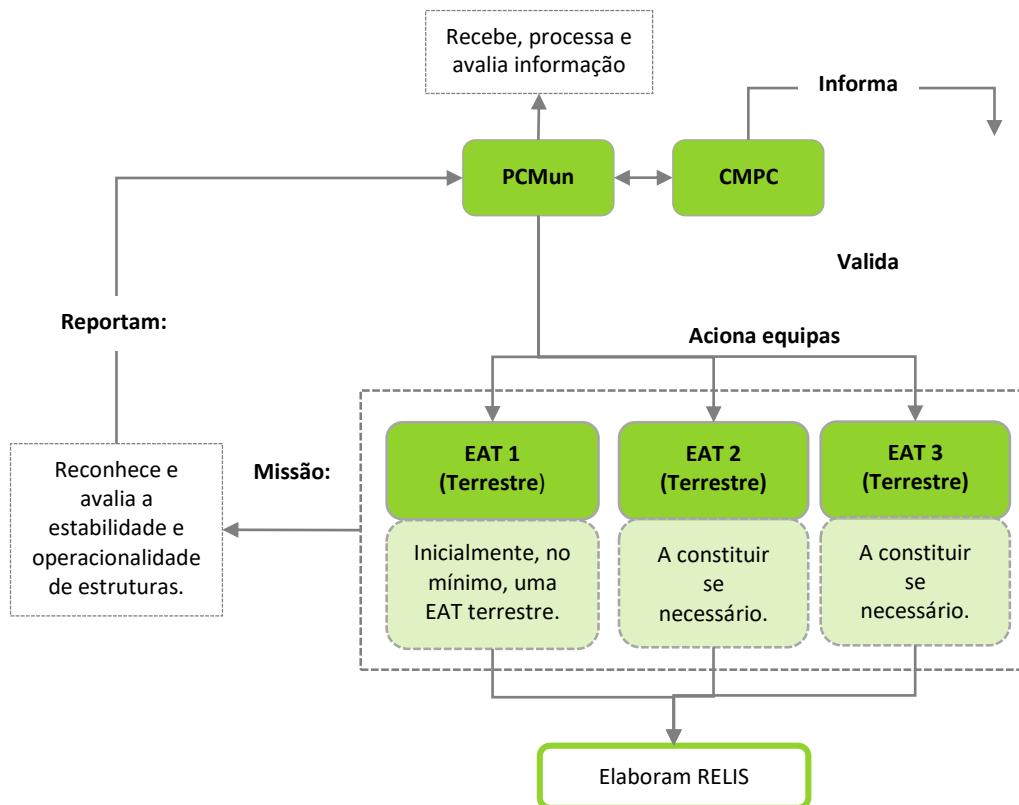 Recebe, processa e
avalia informação
Informa
PCMun
CMPC
Valida
Reportam:
Aciona equipas
EAT 1
(Terrestre)
EAT 2
(Terrestre)
EAT 3
(Terrestre)
Missão:
Reconhece e
avalia a
estabilidade e
operacionalidade
de estruturas.
Inicialmente, no
mínimo, uma
EAT terrestre.
A constituir
se
necessário.
A constituir
se
necessário.
Elaboram RELIS